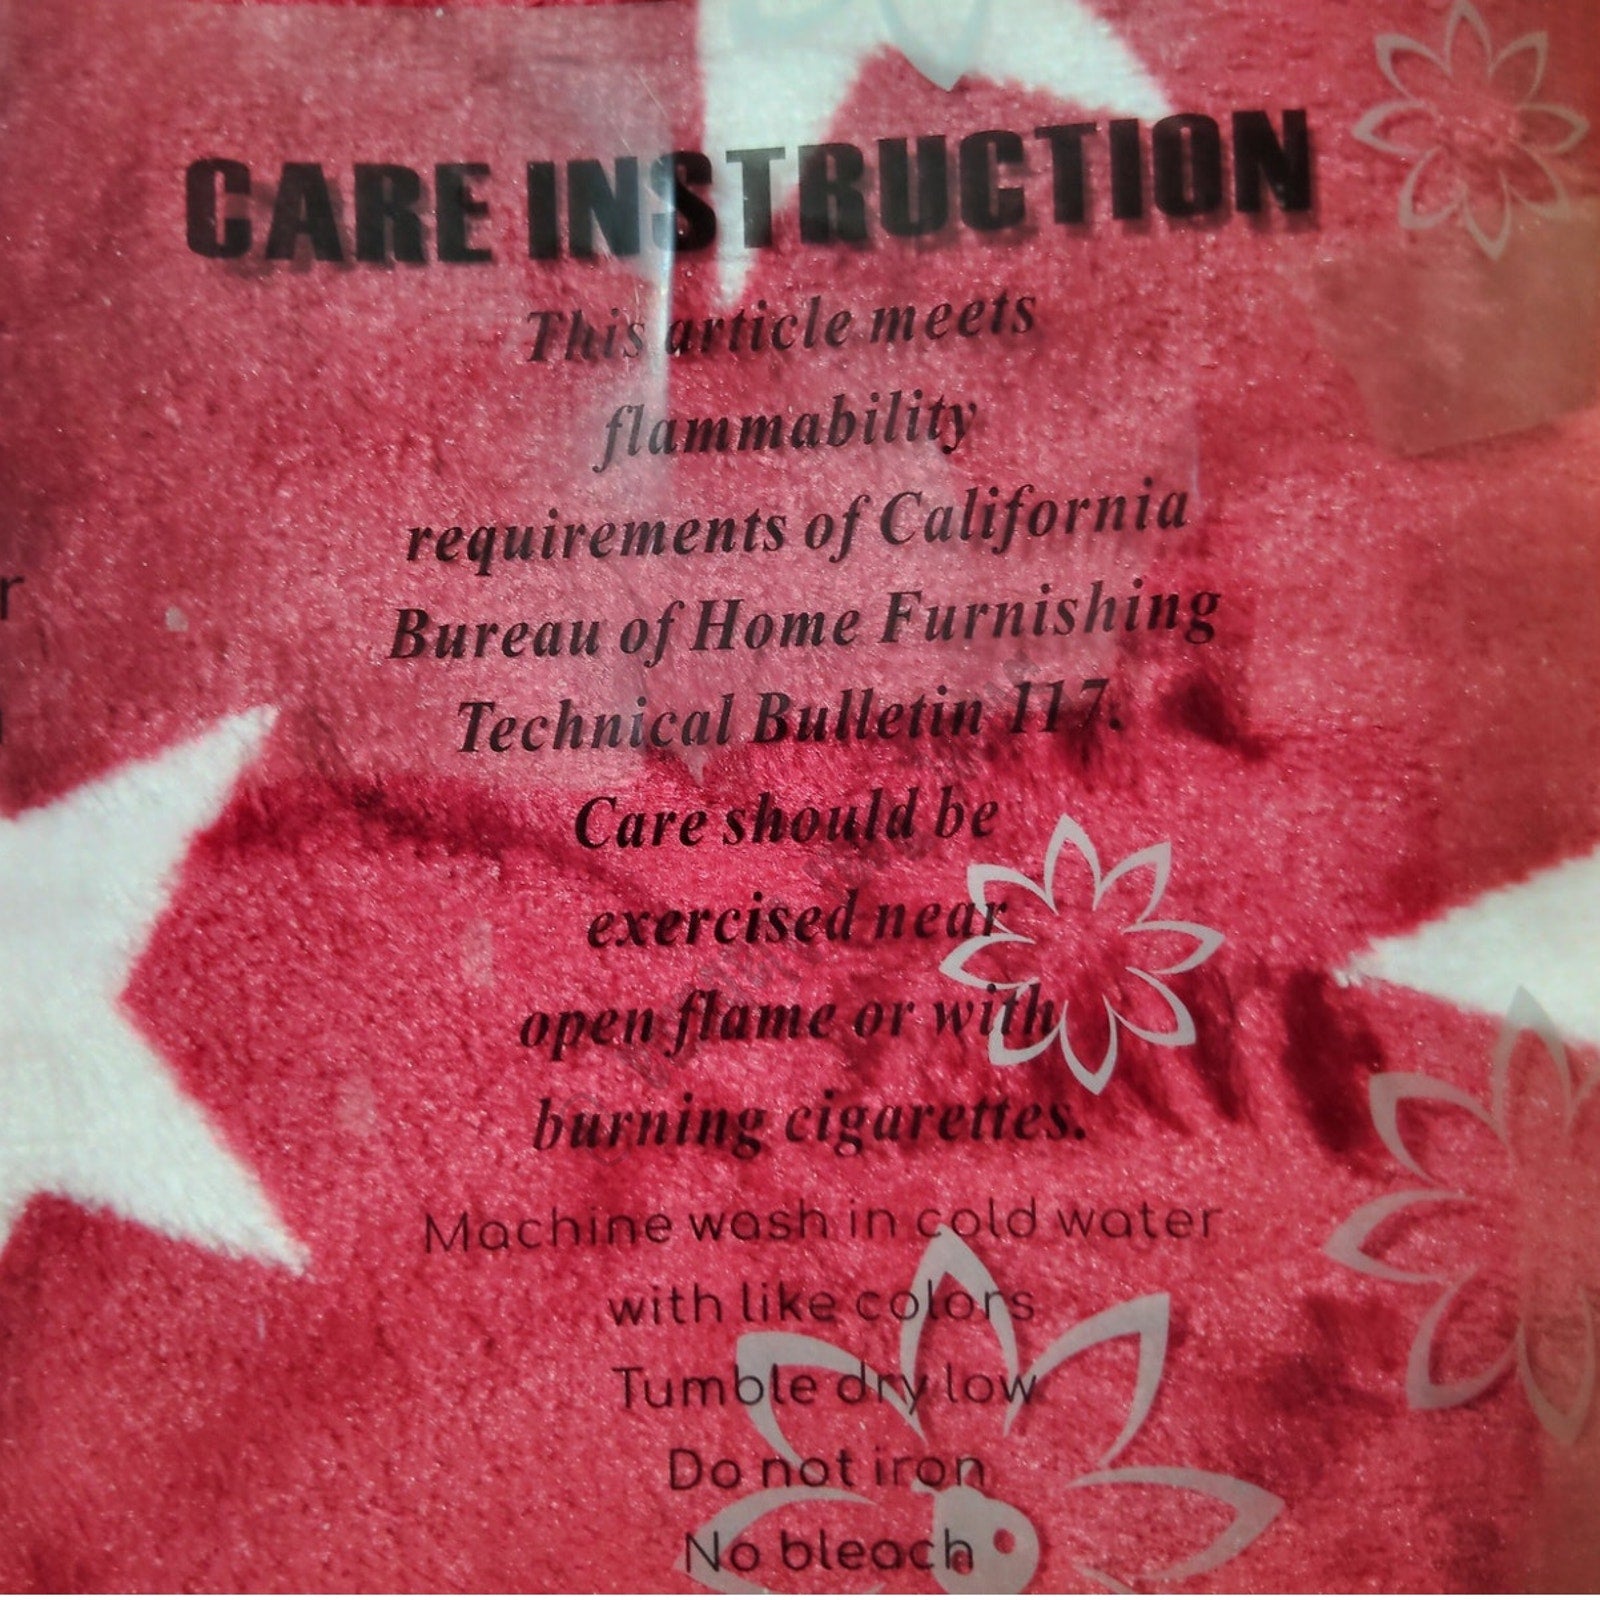 CARE INSTRUCTION
This article meets
flammability
requirements of California
Bureau of Home Furnishing
Technical Bulletin 117.
Care should be
exercised near
open flame or with
burning cigarettes.
Machine wash in cold water
with like colors
Tumble dry low
Do not iron
No bleach